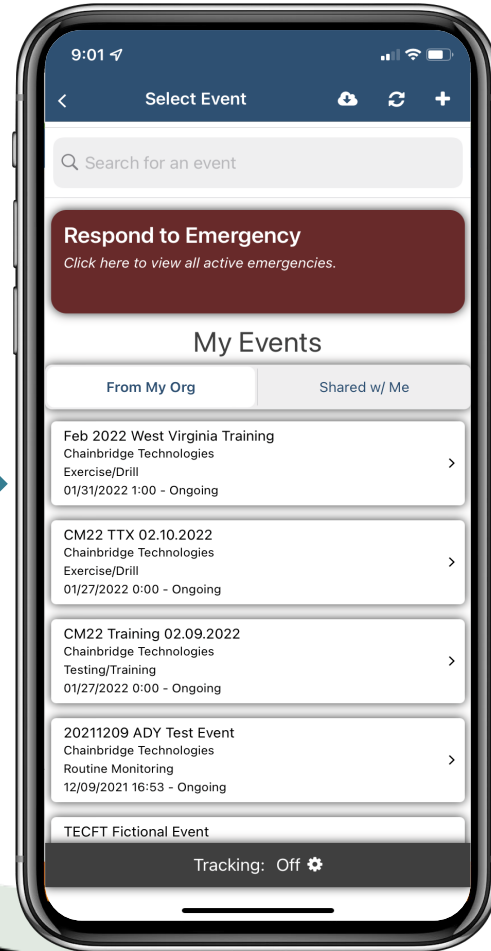 9:01
Select Event
Search for an event
Respond to Emergency
Click here to view all active emergencies.
My Events
From My Org
Shared w/ Me
Feb 2022 West Virginia Training
Chainbridge Technologies
Exercise/Drill
01/31/2022 1:00 - Ongoing
CM22 TTX 02.10.2022
Chainbridge Technologies
Exercise/Drill
01/27/2022 0:00 - Ongoing
CM22 Training 02.09.2022
Chainbridge Technologies
Testing/Training
01/27/2022 0:00 - Ongoing
20211209 ADY Test Event
Chainbridge Technologies
Routine Monitoring
12/09/2021 16:53 - Ongoing
TECFT Fictional Event
Tracking: Off